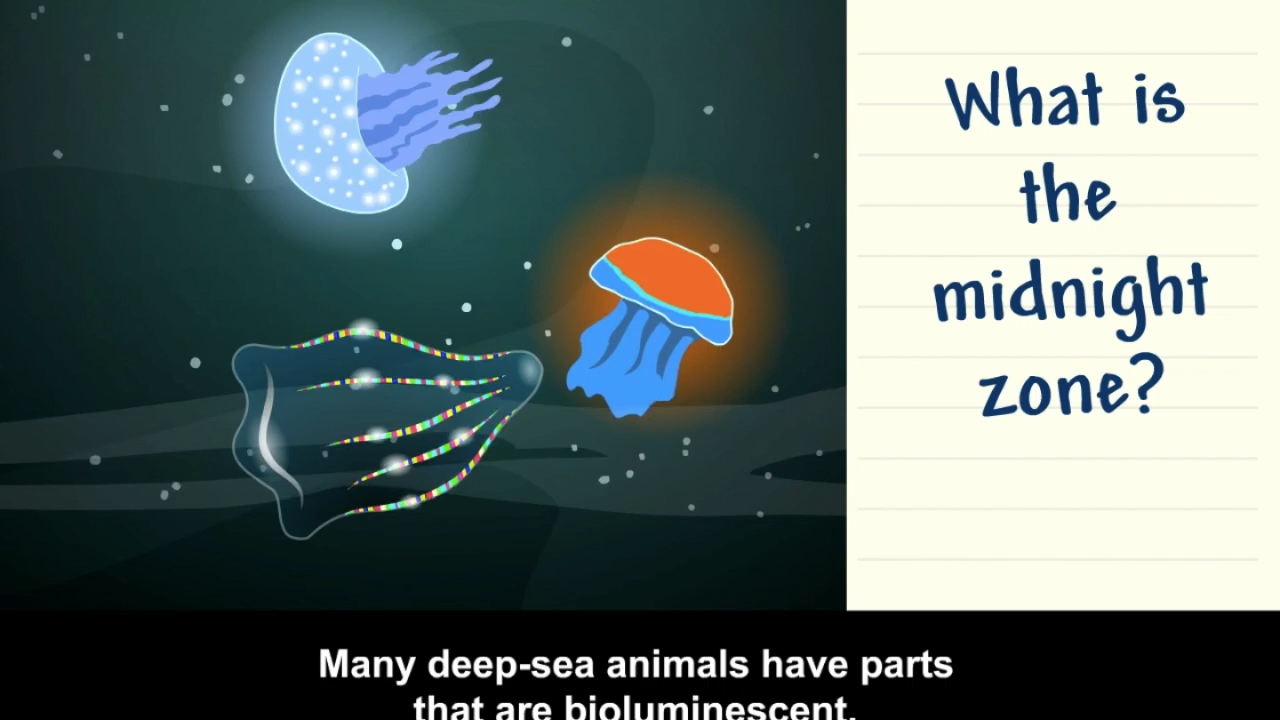 What is
the
midnight
zone?
Many deep-sea animals have parts
that are bioluminescent.